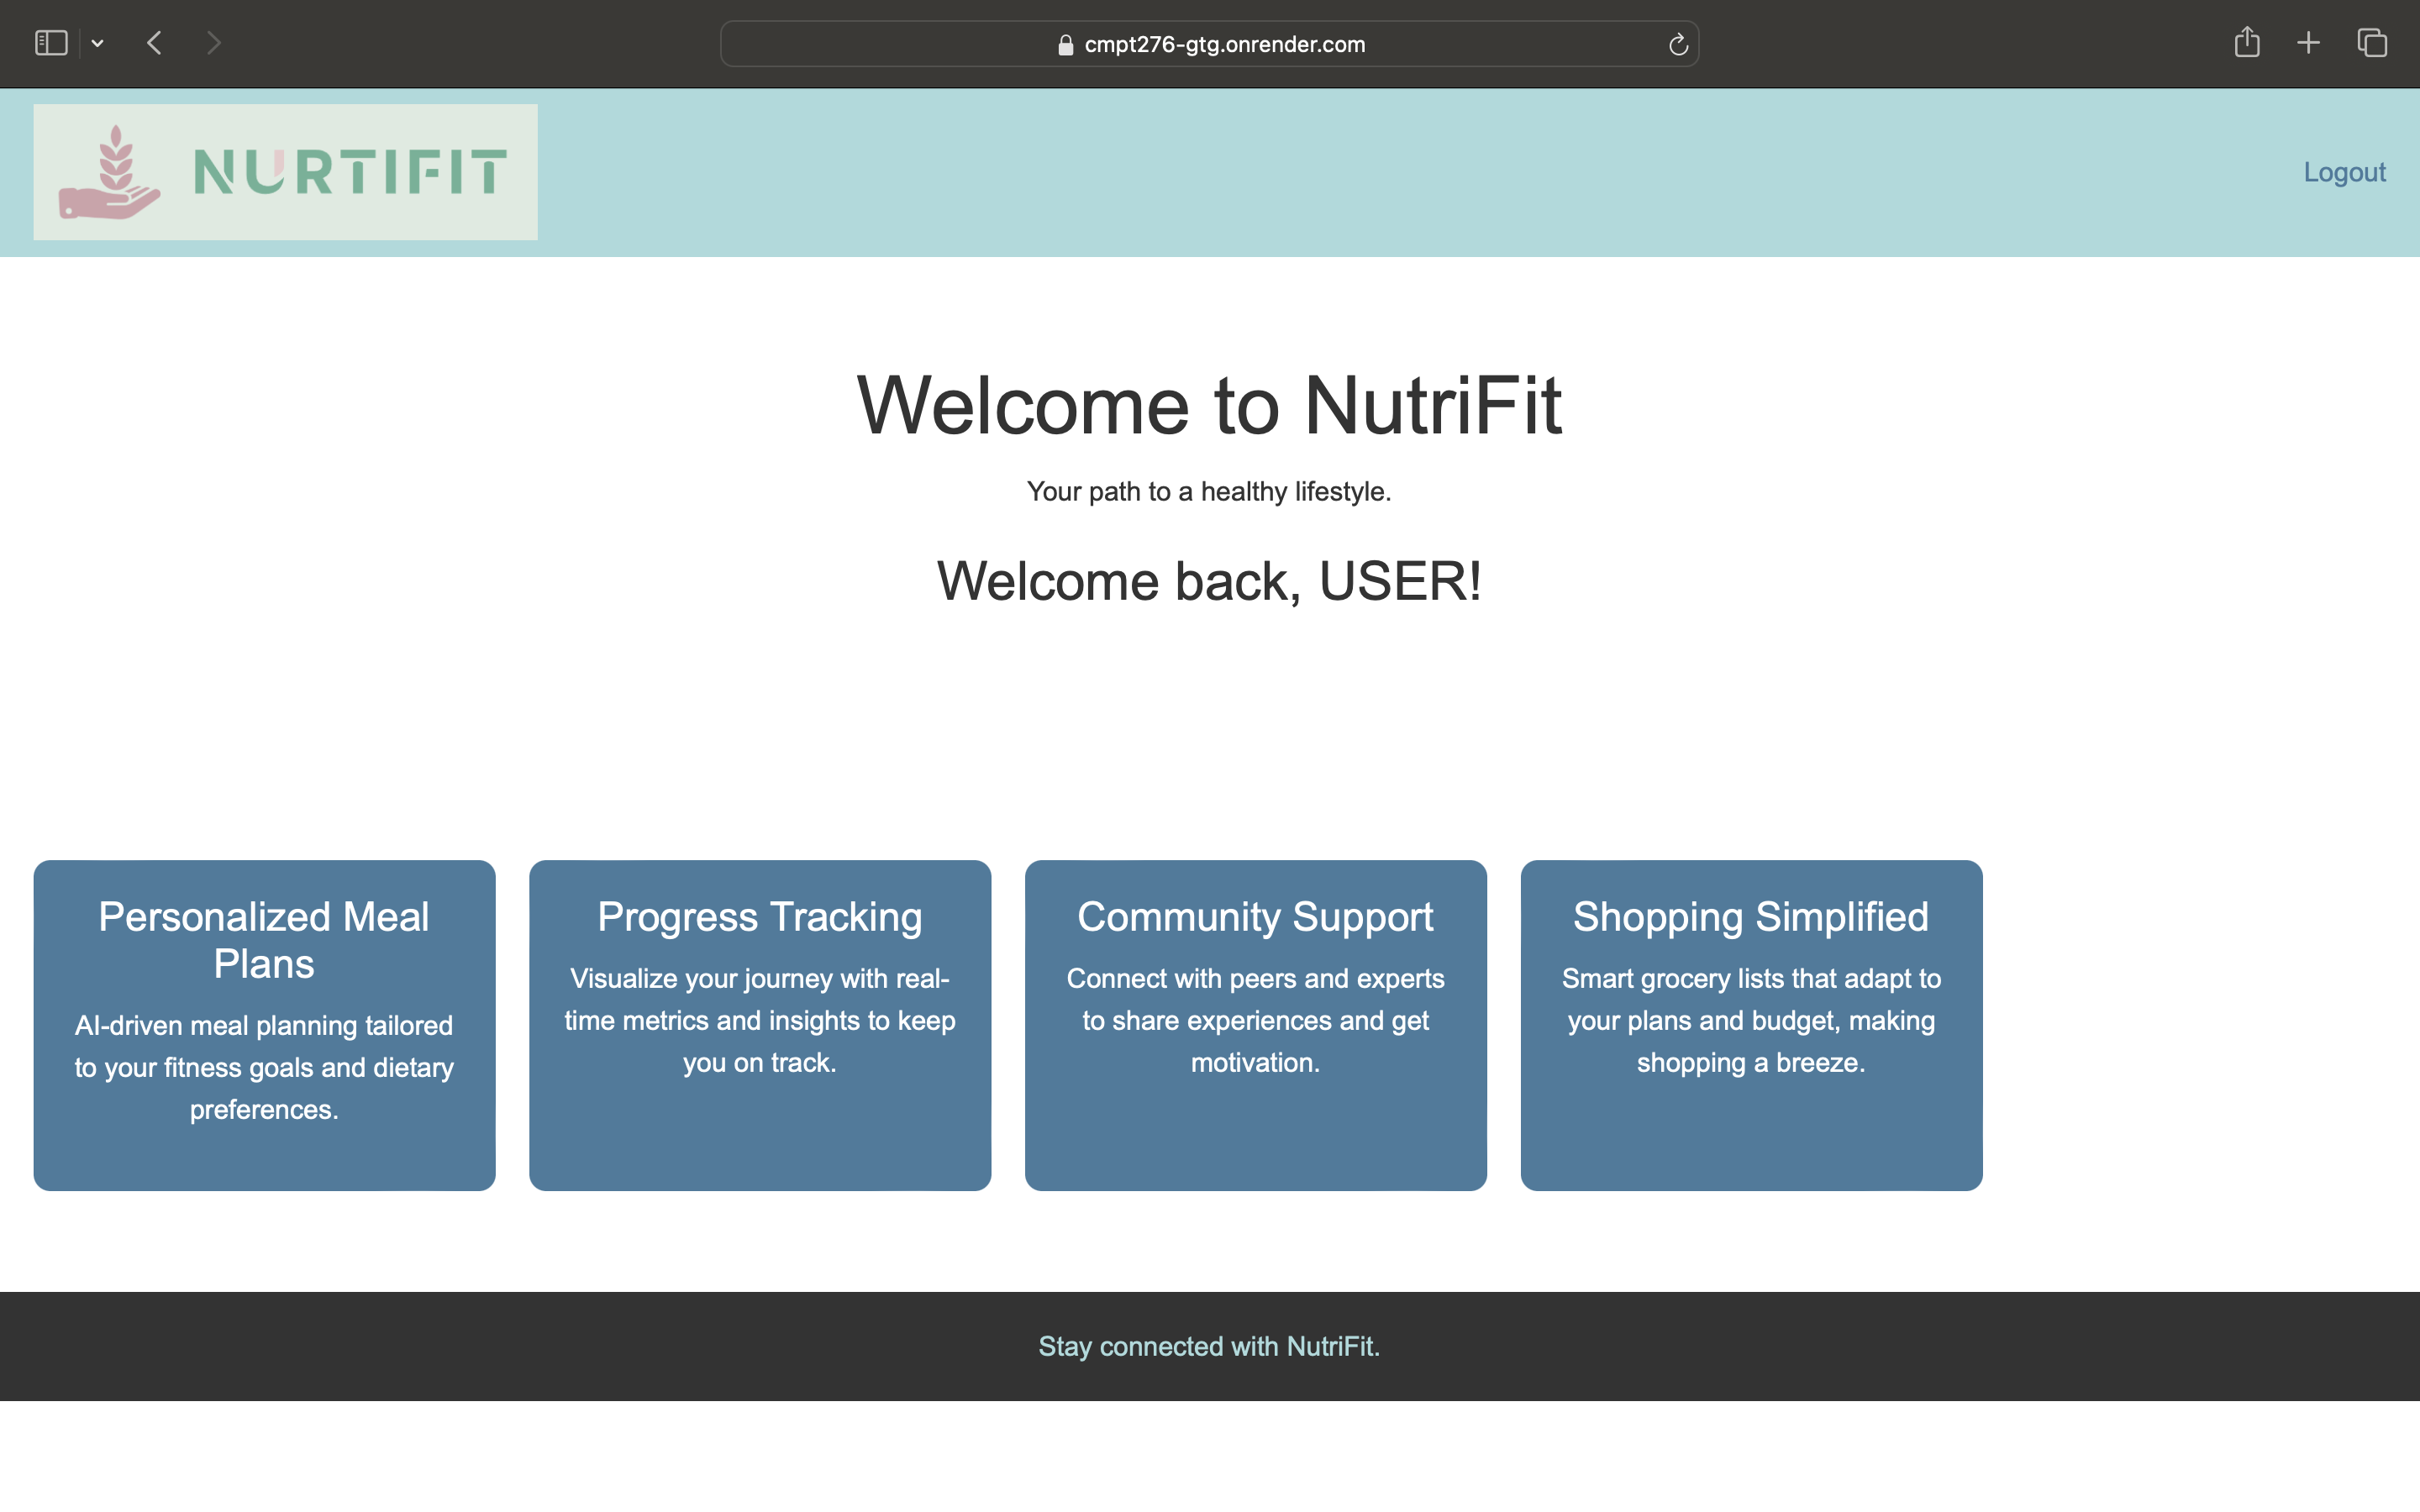 cmpt276-gtg.onrender.com
NURTIFIT
Logout
Welcome to NutriFit
Your path to a healthy lifestyle.
Welcome back, USER!
Personalized Meal
Plans
AI-driven meal planning tailored
to your fitness goals and dietary
preferences.
Progress Tracking
Visualize your journey with real-
time metrics and insights to keep
you on track.
Community Support
Connect with peers and experts
to share experiences and get
motivation.
Shopping Simplified
Smart grocery lists that adapt to
your plans and budget, making
shopping a breeze.
Stay connected with NutriFit.